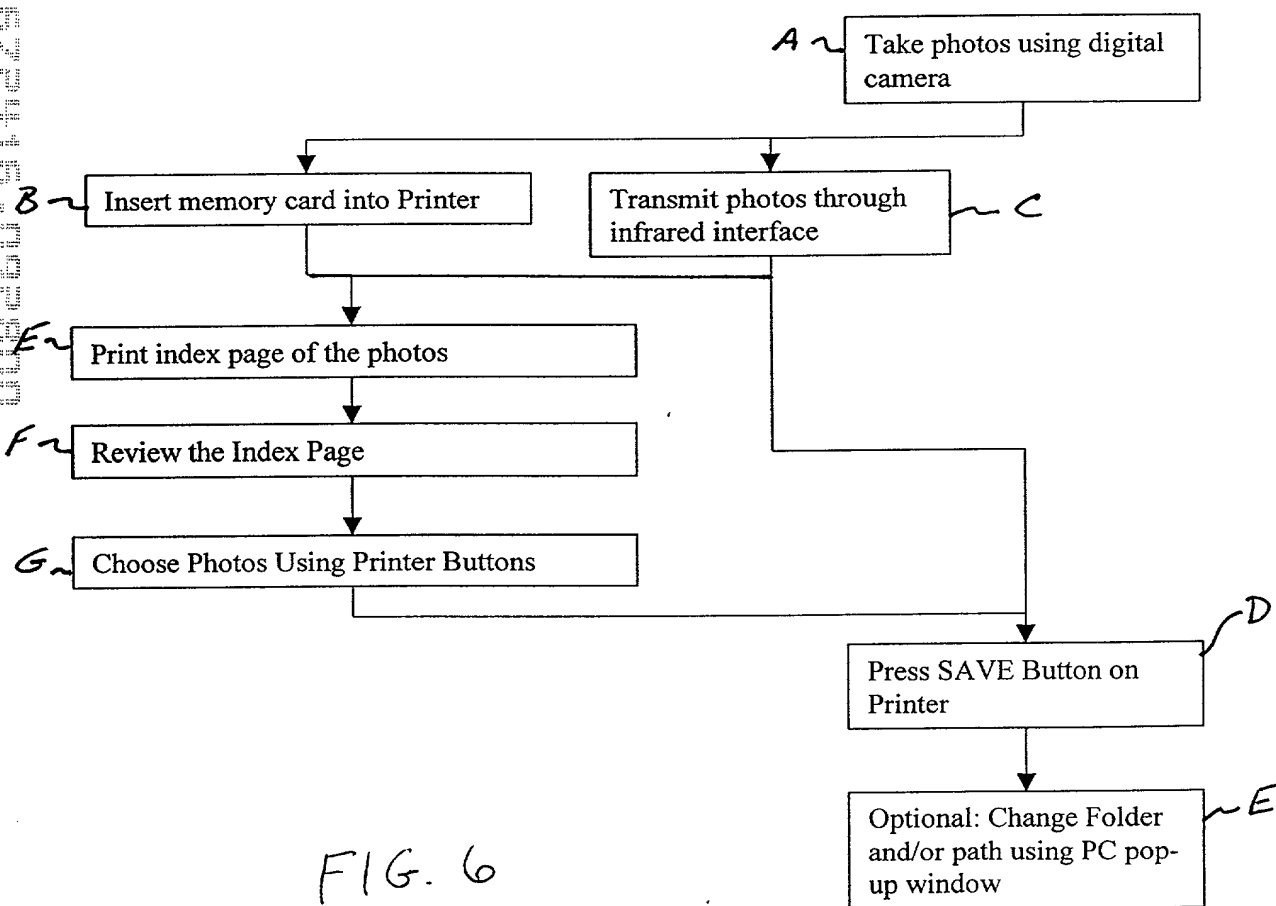 A
Take photos using digital
camera
B
Insert memory card into Printer
Transmit photos through
infrared interface
C
E
Print index page of the photos
F
Review the Index Page
G
Choose Photos Using Printer Buttons
D
Press SAVE Button on
Printer
E
Optional: Change Folder
and/or path using PC pop-
up window
FIG. 6